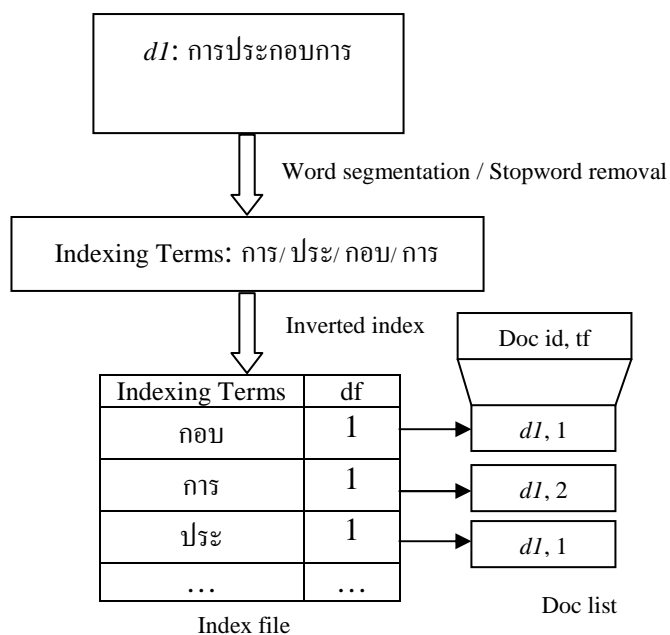 d1: การประกอบการ
Word segmentation / Stopword removal
Indexing Terms: การ/ ประ/ กอบ/ การ
Inverted index
Doc id, tf
Indexing Terms df
กอบ 1 d1, 1
การ 1 d1, 2
ประ 1 d1, 1
… …
Doc list
Index file